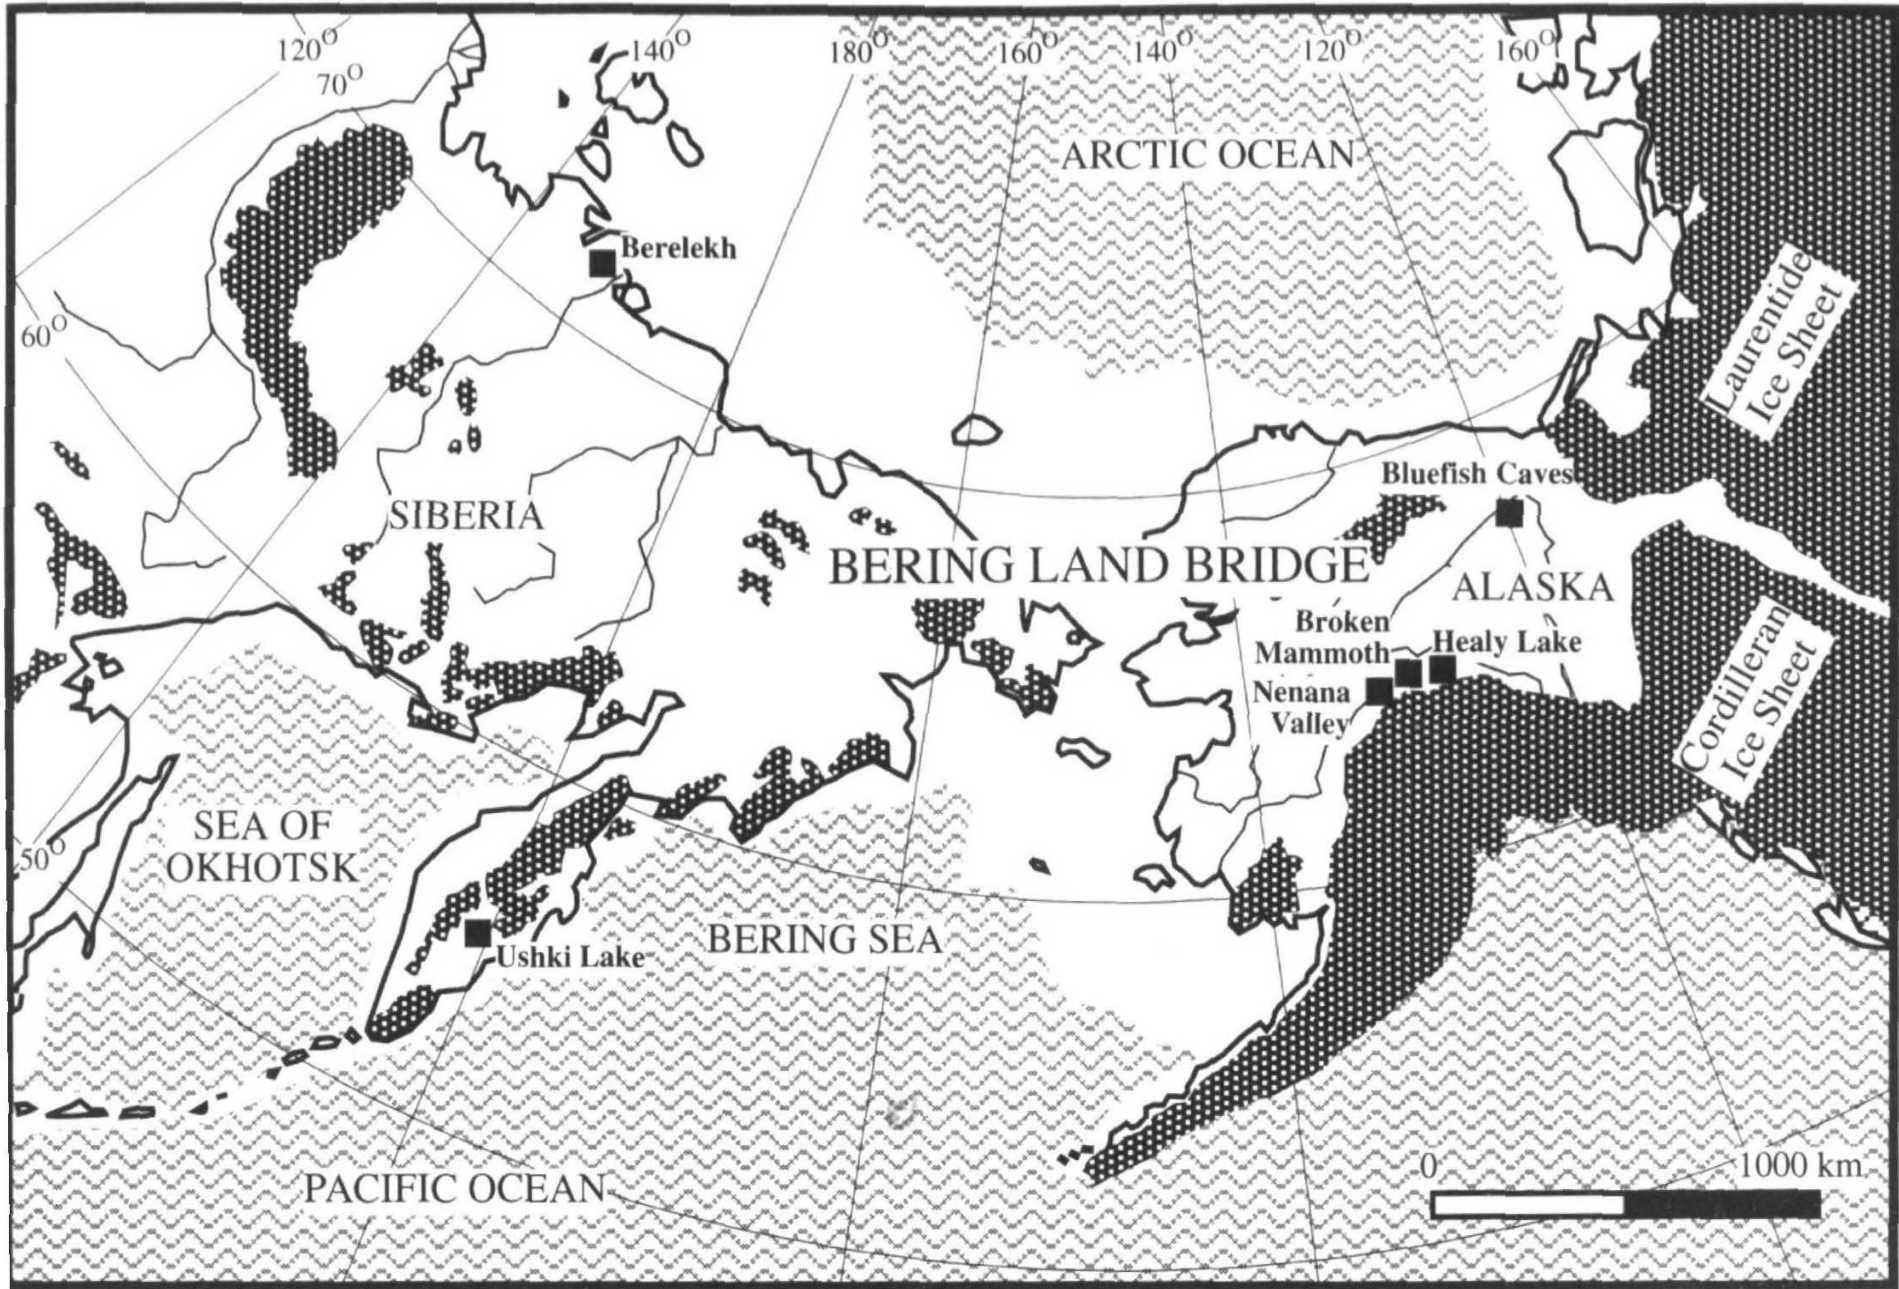 120°
70°
140°
180°
160°
140°
120°
160°
ARCTIC OCEAN
Berelekh
60°
Laurentide
Ice Sheet
Bluefish Caves
SIBERIA
BERING LAND BRIDGE
ALASKA
Broken
Mammoth
Healy Lake
Nenana
Valley
Cordilleran
Ice Sheet
SEA OF
OKHOTSK
50°
BERING SEA
Ushki Lake
PACIFIC OCEAN
0
1000 km